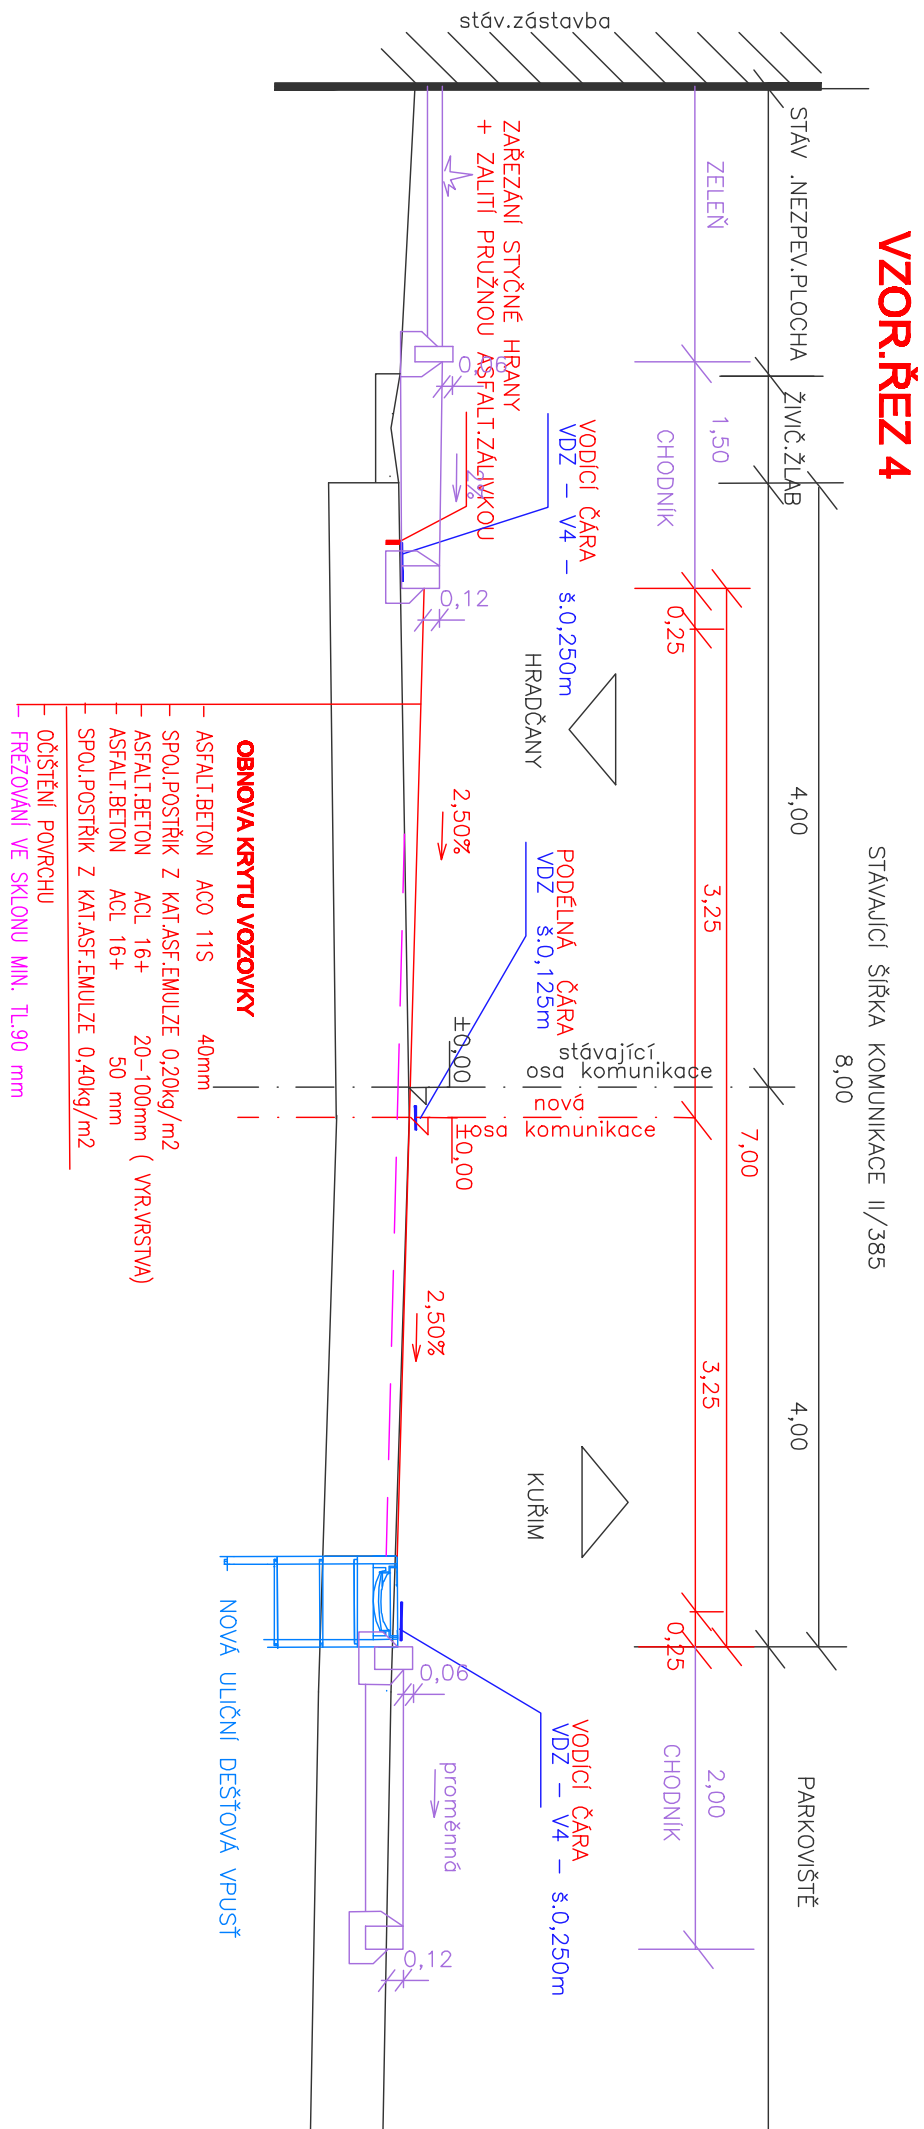 stáv.zástavba
VZOR.ŘEZ 4
STÁVAJÍCÍ ŠÍŘKA KOMUNIKACE II/385
8,00
STÁV .NEZPEV.PLOCHA
ŽIVIČ.ŽLAB
4,00
4,00
PARKOVIŠTĚ
7,00
ZELEŇ
1,50
CHODNÍK
0,25
3,25
3,25
0,25
2,00
CHODNÍK
HRADČANY
KUŘIM
ZAŘEZÁNÍ STYČNÉ HRANY
+ ZALITÍ PRUŽNOU ASFALT.ZÁLIVKOU
VODÍCÍ ČÁRA
VDZ – V4 – š.0,250m
PODÉLNÁ ČÁRA
VDZ š.0,125m
VODÍCÍ ČÁRA
VDZ – V4 – š.0,250m
stávající
osa komunikace
nová
osa komunikace
±0,00
±0,00
0,06
2%
0,12
2,50%
2,50%
0,06
proměnná
0,12
OBNOVA KRYTU VOZOVKY
ASFALT.BETON ACO 11S 40mm
SPOJ.POSTŘIK Z KAT.ASF.EMULZE 0,20kg/m2
ASFALT.BETON ACL 16+ 20–100mm ( VYR.VRSTVA)
ASFALT.BETON ACL 16+ 50 mm
SPOJ.POSTŘIK Z KAT.ASF.EMULZE 0,40kg/m2
OČIŠTĚNÍ POVRCHU
FRÉZOVÁNÍ VE SKLONU MIN. TL.90 mm
NOVÁ ULIČNÍ DEŠŤOVÁ VPUSŤ